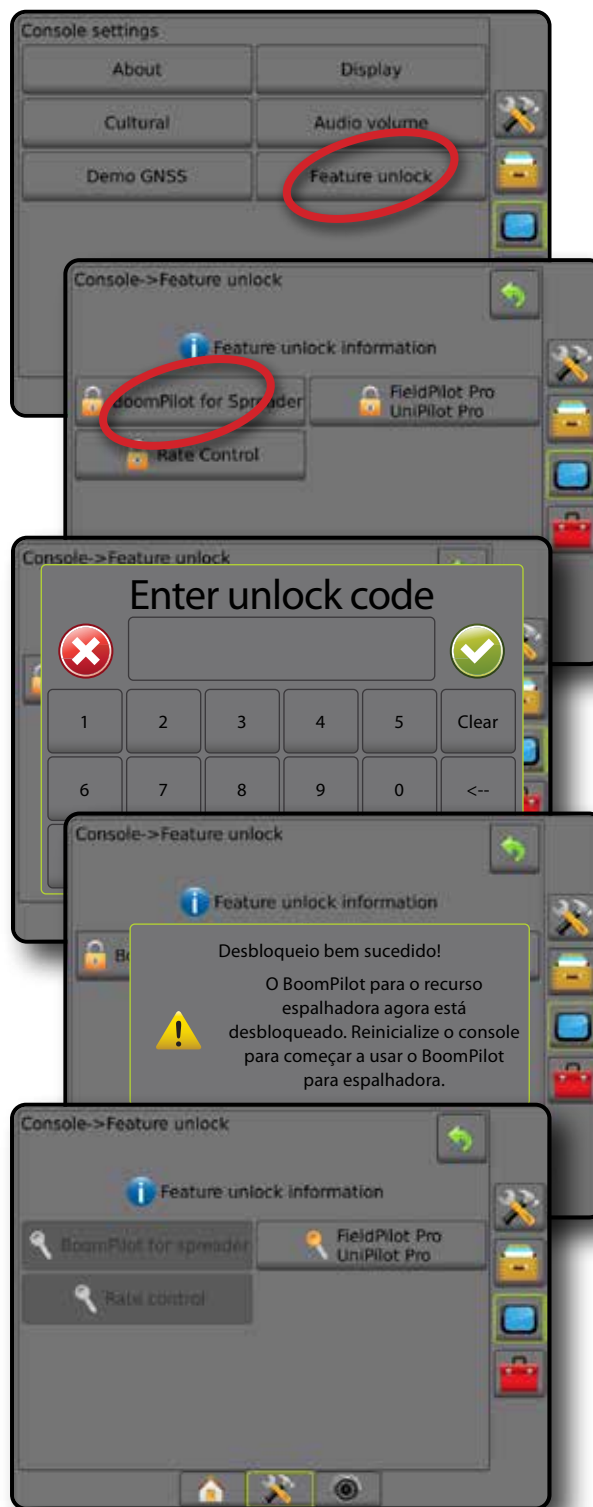 Console settings
About
Display
Cultural
Audio volume
Demo GNSS
Feature unlock
Console->Feature unlock
Feature unlock information
BoomPilot for Spreader
FieldPilot Pro
UniPilot Pro
Rate Control
Console->Feature unlock
Enter unlock code
1 2 3 4 5 Clear
6 7 8 9 0 <--
Console->Feature unlock
Feature unlock information
Desbloqueio bem sucedido!
O BoomPilot para o recurso
espalhadora agora está
desbloqueado. Reinicialize o console
para começar a usar o BoomPilot
para espalhadora.
Console->Feature unlock
Feature unlock information
BoomPilot for spreader
FieldPilot Pro
UniPilot Pro
Rate control